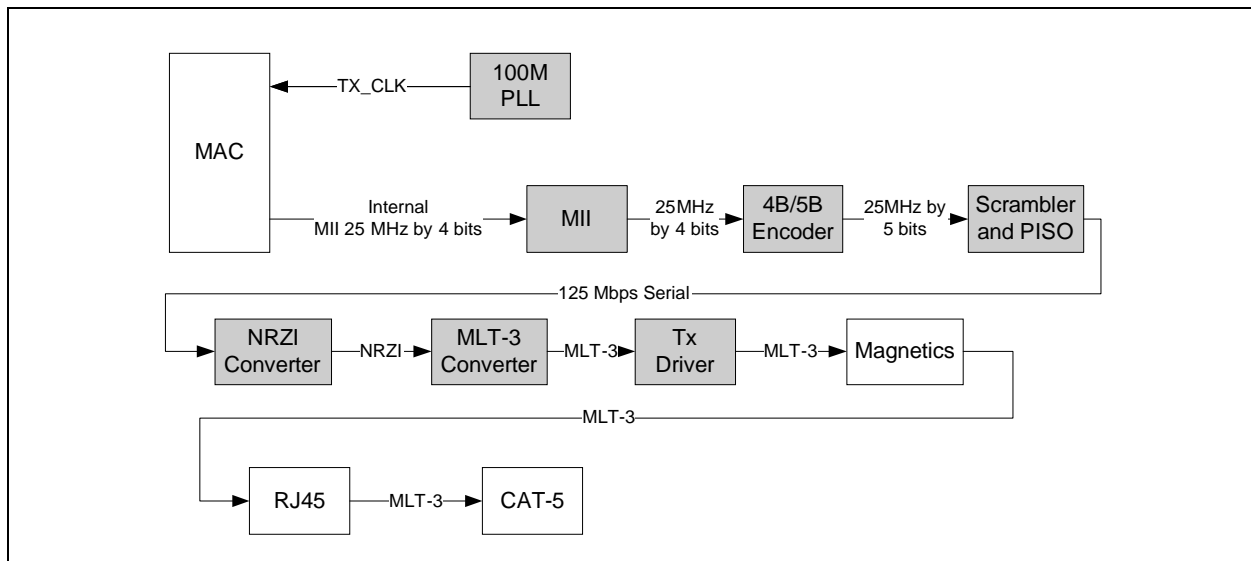 100M
PLL
TX_CLK
MAC
Internal
MII 25 MHz by 4 bits
MII
25MHz
by 4 bits
4B/5B
Encoder
25MHz by
5 bits
Scrambler
and PISO
125 Mbps Serial
NRZI
Converter
NRZI
MLT-3
Converter
MLT-3
Tx
Driver
MLT-3
Magnetics
MLT-3
RJ45
MLT-3
CAT-5